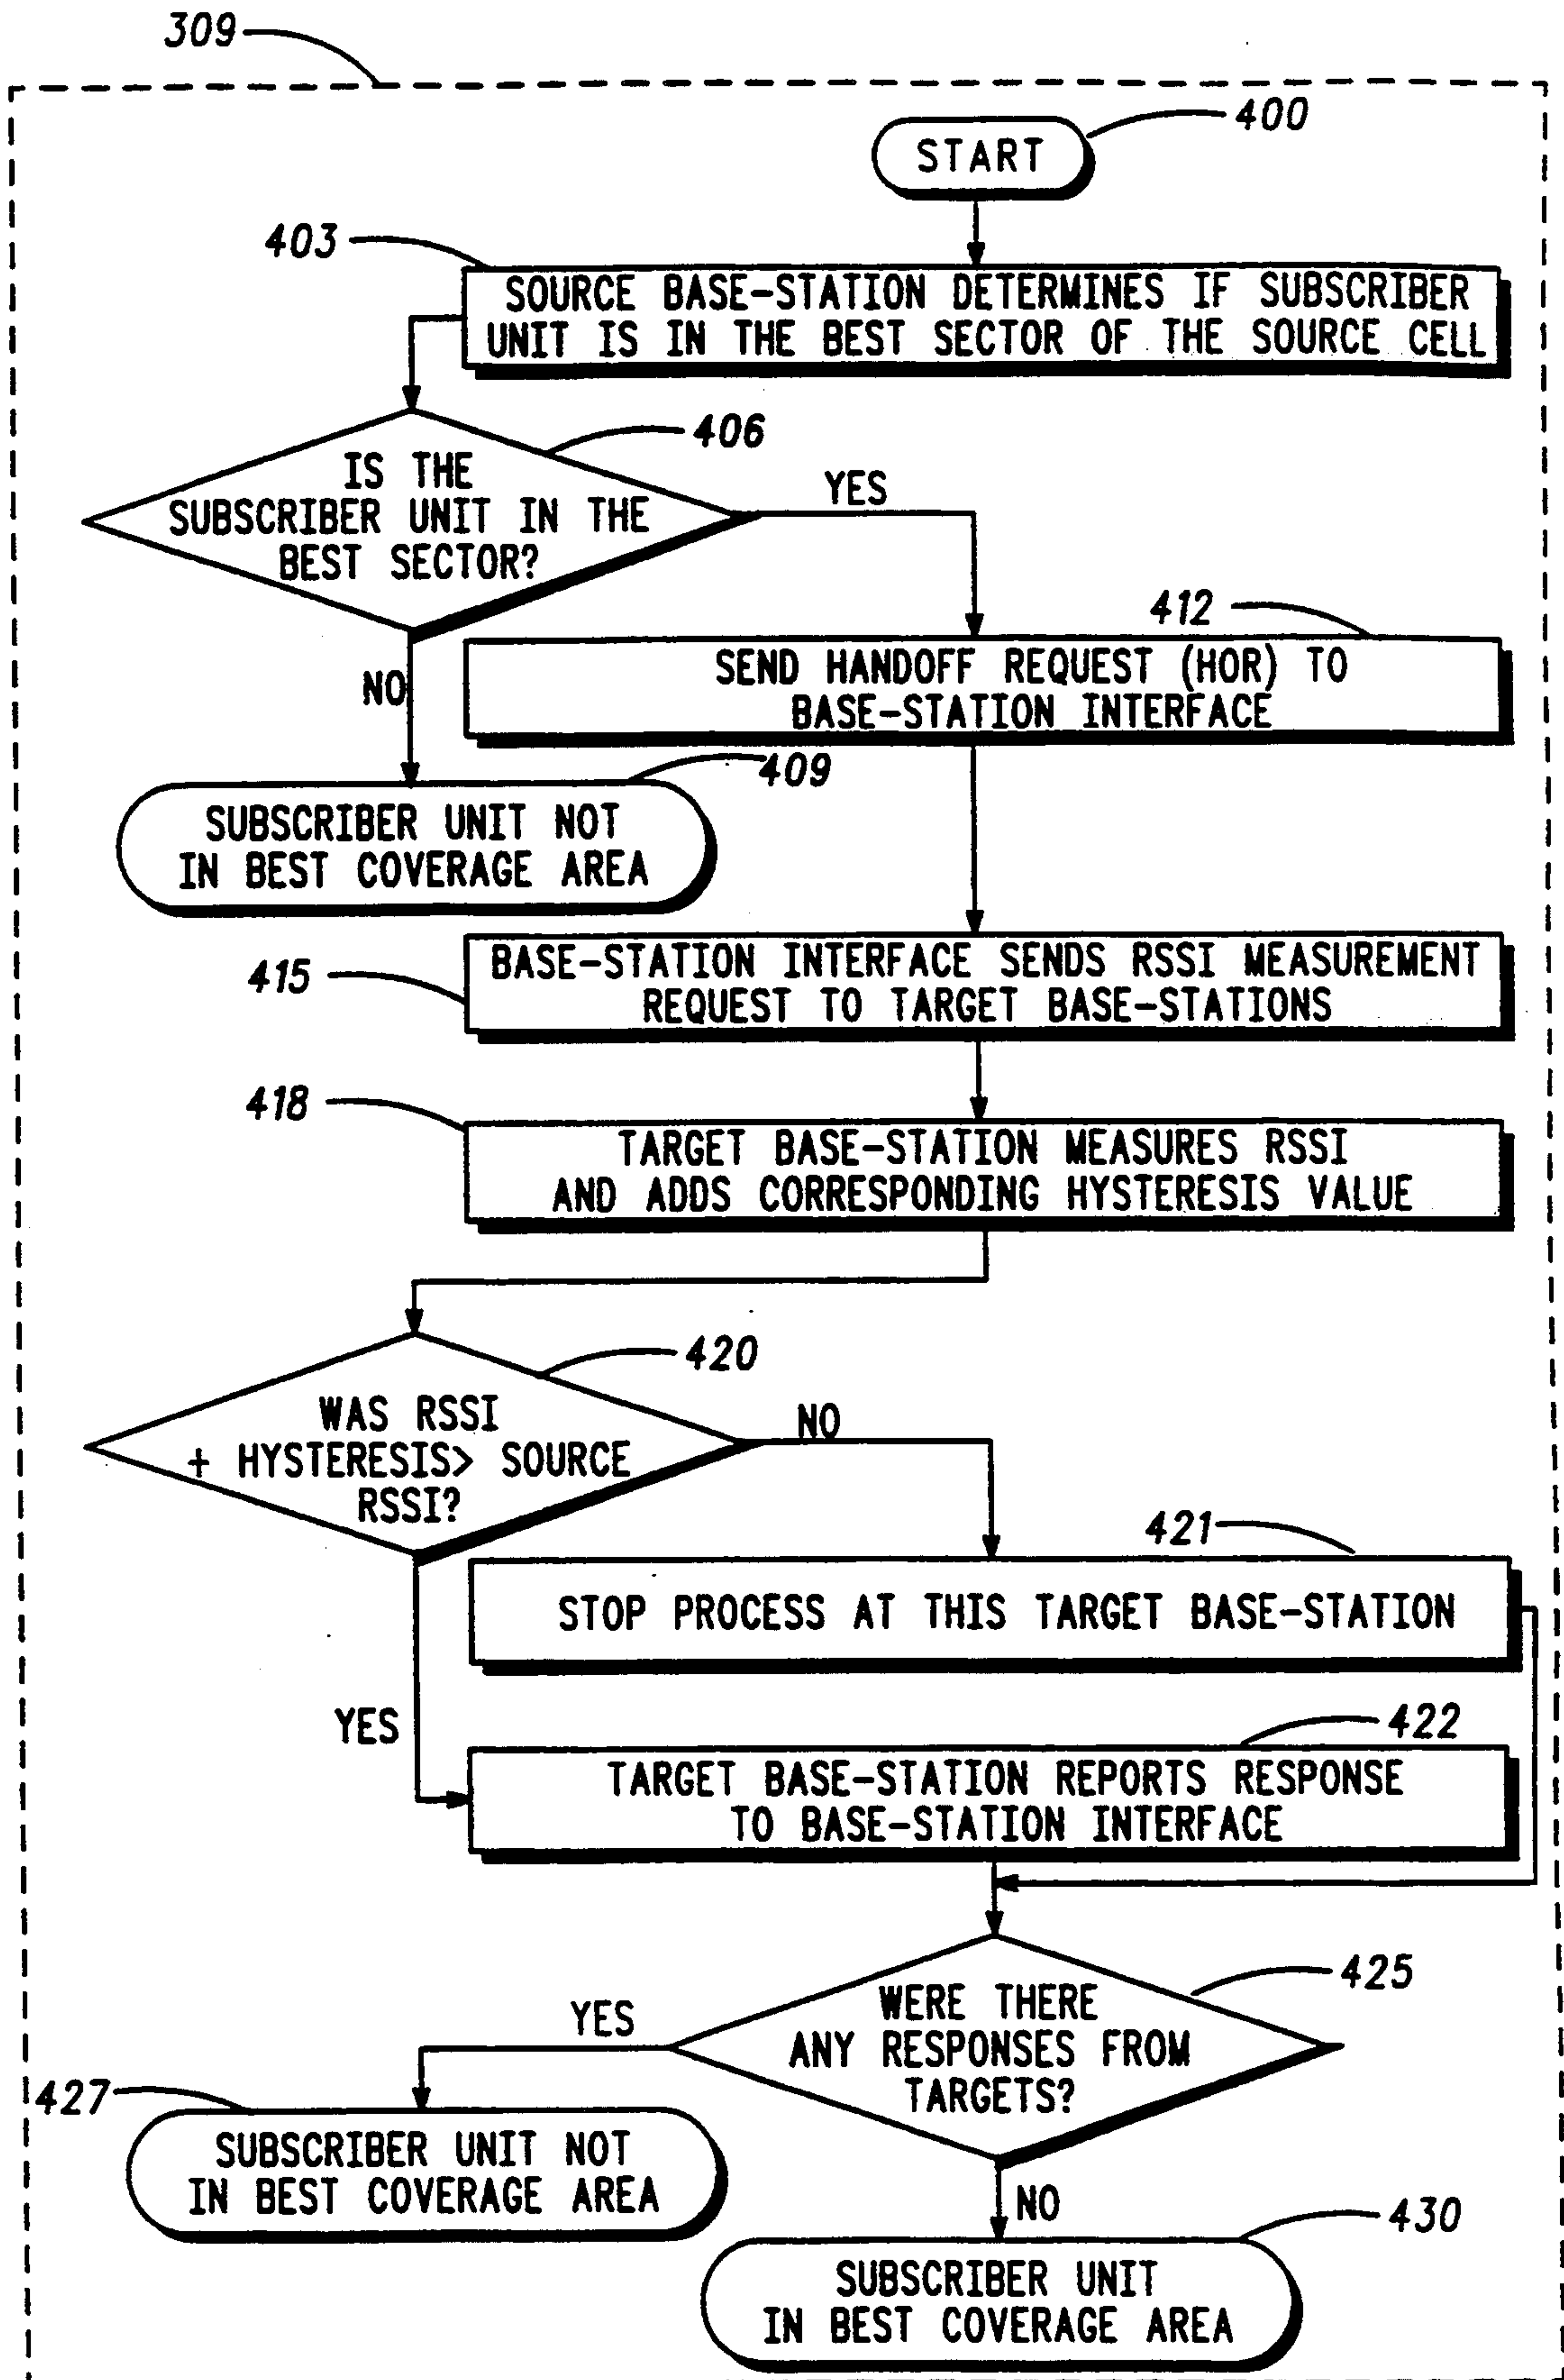 309
400
START
403
SOURCE BASE-STATION DETERMINES IF SUBSCRIBER
UNIT IS IN THE BEST SECTOR OF THE SOURCE CELL
406
IS THE
SUBSCRIBER UNIT IN THE
BEST SECTOR?
YES
NO
412
SEND HANDOFF REQUEST (HOR) TO
BASE-STATION INTERFACE
409
SUBSCRIBER UNIT NOT
IN BEST COVERAGE AREA
415
BASE-STATION INTERFACE SENDS RSSI MEASUREMENT
REQUEST TO TARGET BASE-STATIONS
418
TARGET BASE-STATION MEASURES RSSI
AND ADDS CORRESPONDING HYSTERESIS VALUE
420
WAS RSSI
+ HYSTERESIS> SOURCE
RSSI?
NO
421
STOP PROCESS AT THIS TARGET BASE-STATION
YES
422
TARGET BASE-STATION REPORTS RESPONSE
TO BASE-STATION INTERFACE
425
WERE THERE
ANY RESPONSES FROM
TARGETS?
YES
427
SUBSCRIBER UNIT NOT
IN BEST COVERAGE AREA
NO
430
SUBSCRIBER UNIT
IN BEST COVERAGE AREA